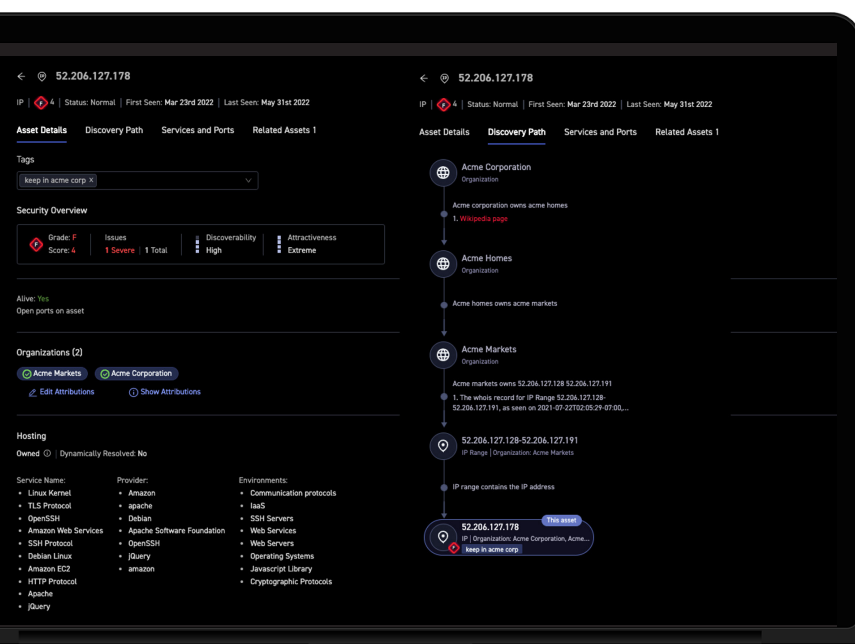 52.206.127.178
IP | F 4 | Status: Normal | First Seen: Mar 23rd 2022 | Last Seen: May 31st 2022
Asset Details Discovery Path Services and Ports Related Assets 1
Tags
keep in acme corp ×
Security Overview
F
Grade: F
Score: 4
Issues
1 Severe | 1 Total
Discoverability
High
Attractiveness
Extreme
Alive: Yes
Open ports on asset
Organizations (2)
Acme Markets Acme Corporation
Edit Attributions Show Attributions
Hosting
Owned | Dynamically Resolved: No
Service Name:
• Linux Kernel
• TLS Protocol
• OpenSSH
• Amazon Web Services
• SSH Protocol
• Debian Linux
• Amazon EC2
• HTTP Protocol
• Apache
• jQuery
Provider:
• Amazon
• apache
• Debian
• Apache Software Foundation
• OpenSSH
• jQuery
• amazon
Environments:
• Communication protocols
• IaaS
• SSH Servers
• Web Services
• Web Servers
• Operating Systems
• Javascript Library
• Cryptographic Protocols
52.206.127.178
IP | F 4 | Status: Normal | First Seen: Mar 23rd 2022 | Last Seen: May 31st 2022
Asset Details Discovery Path Services and Ports Related Assets 1
Acme Corporation
Organization
Acme corporation owns acme homes
1. Wikipedia page
Acme Homes
Organization
Acme homes owns acme markets
Acme Markets
Organization
Acme markets owns 52.206.127.128 52.206.127.191
1. The whois record for IP Range 52.206.127.128-
52.206.127.191, as seen on 2021-07-22T02:05:29-07:00,...
52.206.127.128-52.206.127.191
IP Range | Organization: Acme Markets
IP range contains the IP address
This asset
52.206.127.178
IP | Organization: Acme Corporation, Acme...
F
keep in acme corp